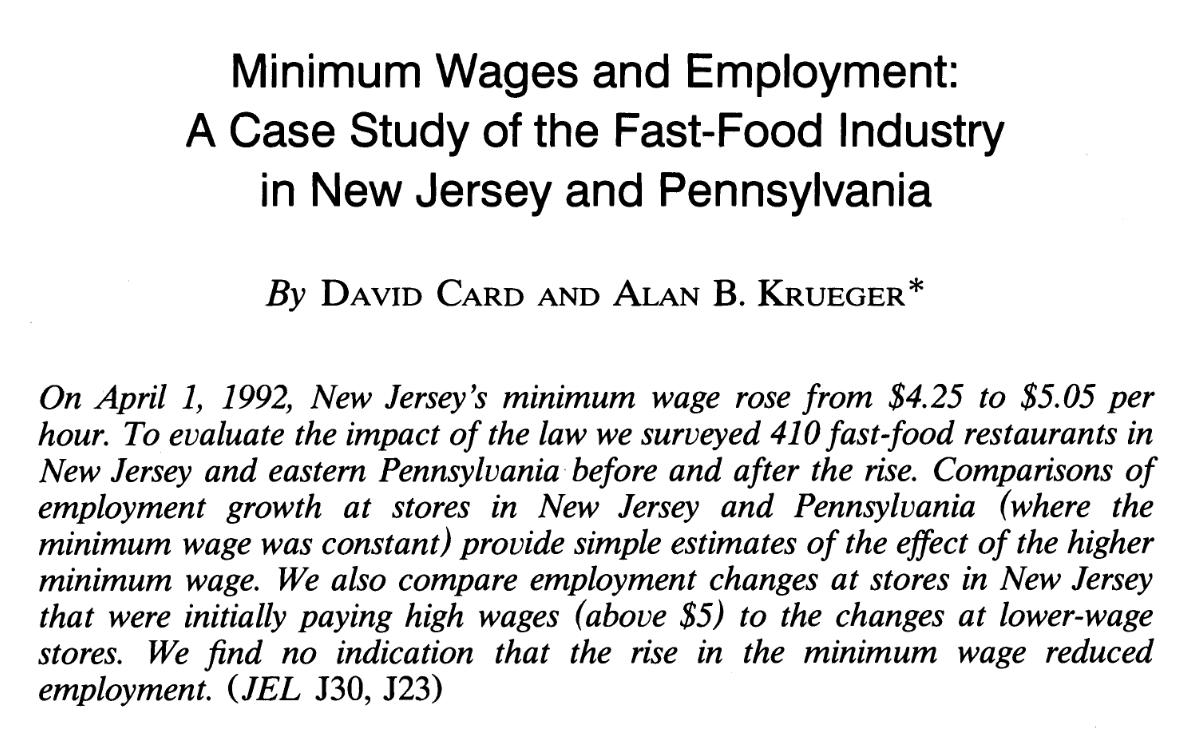 Minimum Wages and Employment:
A Case Study of the Fast-Food Industry
in New Jersey and Pennsylvania
By DAVID CARD AND ALAN B. KRUEGER*
On April 1, 1992, New Jersey's minimum wage rose from $4.25 to $5.05 per
hour. To evaluate the impact of the law we surveyed 410 fast-food restaurants in
New Jersey and eastern Pennsylvania before and after the rise. Comparisons of
employment growth at stores in New Jersey and Pennsylvania (where the
minimum wage was constant) provide simple estimates of the effect of the higher
minimum wage. We also compare employment changes at stores in New Jersey
that were initially paying high wages (above $5) to the changes at lower-wage
stores. We find no indication that the rise in the minimum wage reduced
employment. (JEL J30, J23)